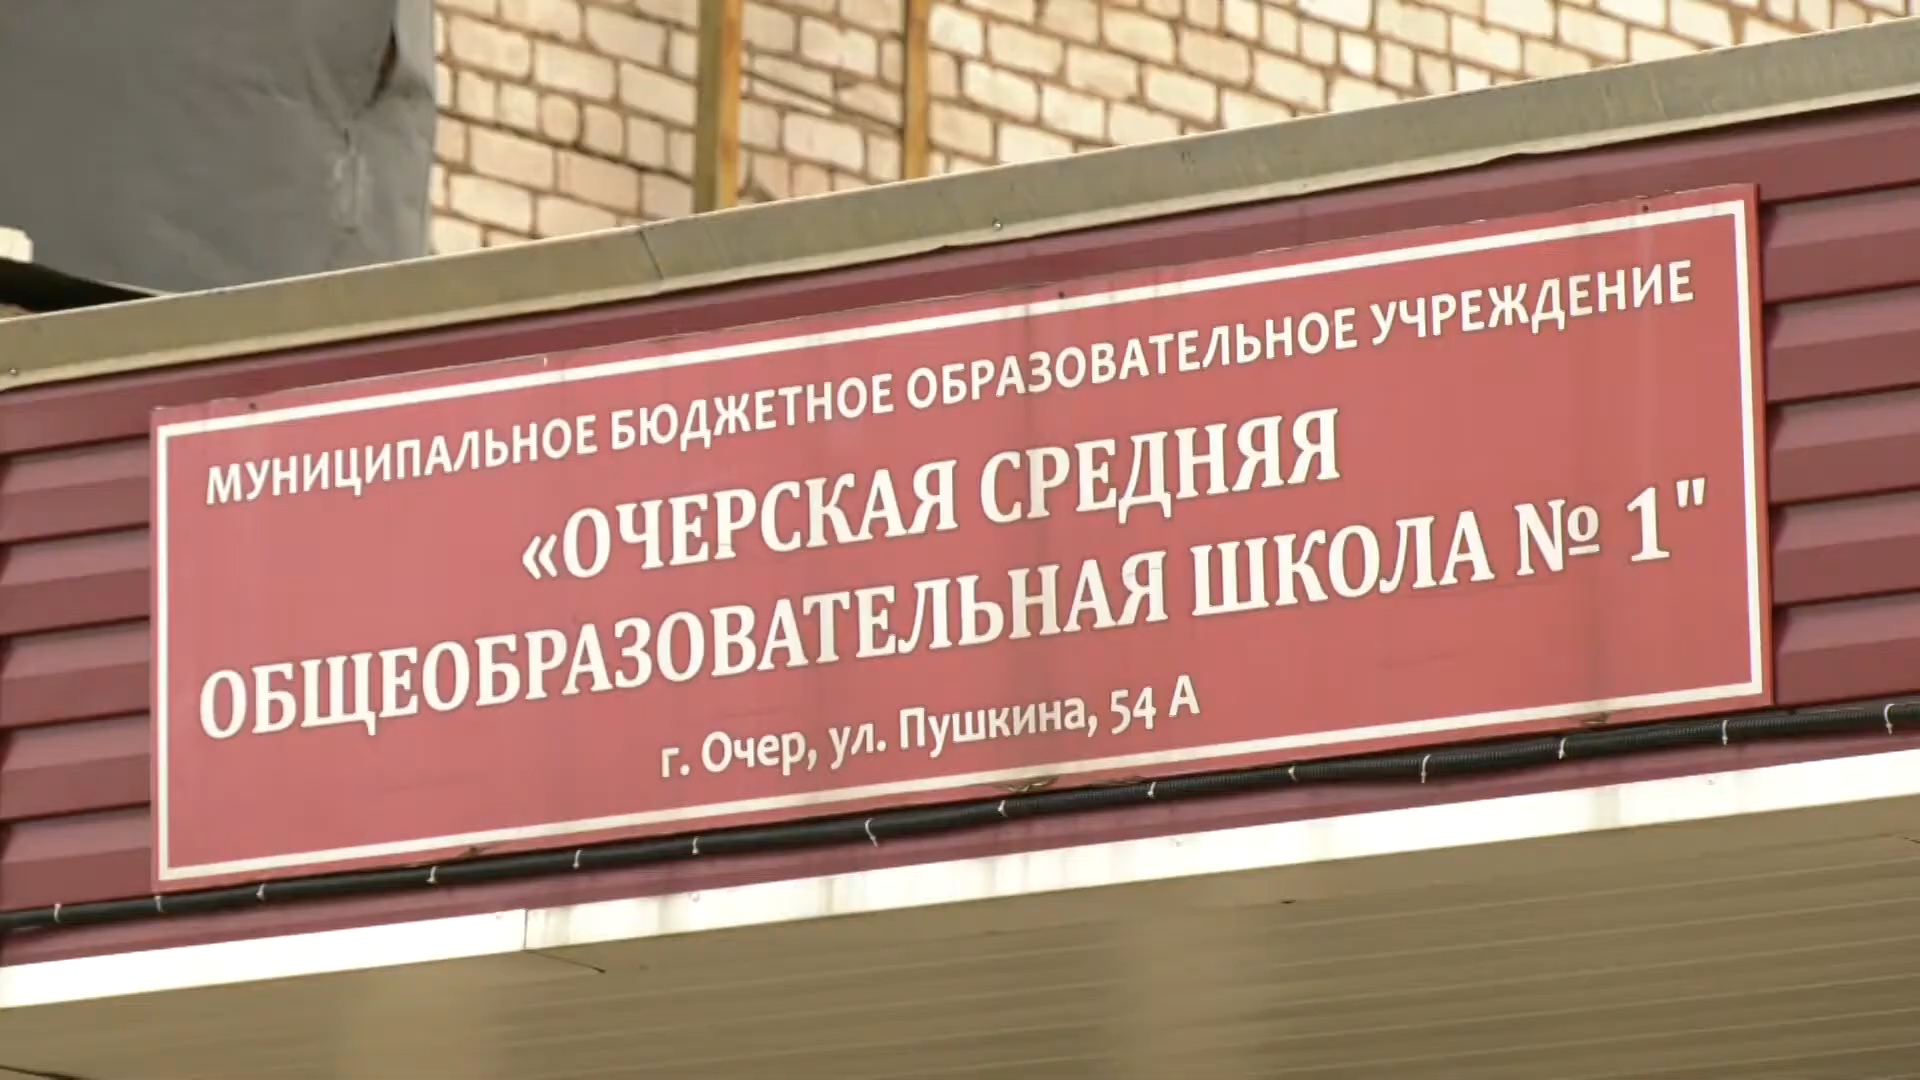 МУНИЦИПАЛЬНОЕ БЮДЖЕТНОЕ ОБРАЗОВАТЕЛЬНОЕ УЧРЕЖДЕНИЕ
«ОЧЕРСКАЯ СРЕДНЯЯ
ОБЩЕОБРАЗОВАТЕЛЬНАЯ ШКОЛА № 1"
г. Очер, ул. Пушкина, 54 А